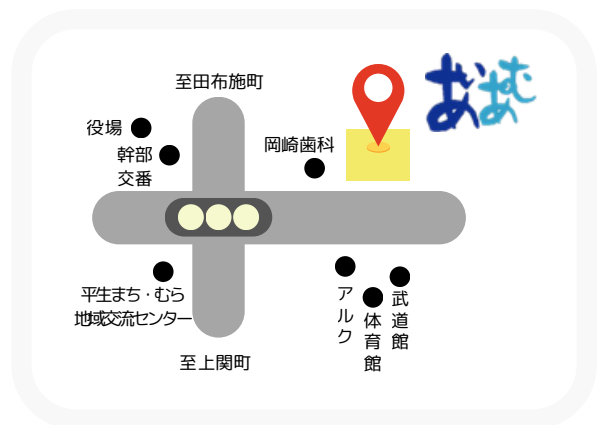 至田布施町
役場
幹部
交番
岡崎歯科
平生まち・むら
地域交流センター
アルク
体育館
武道館
至上関町